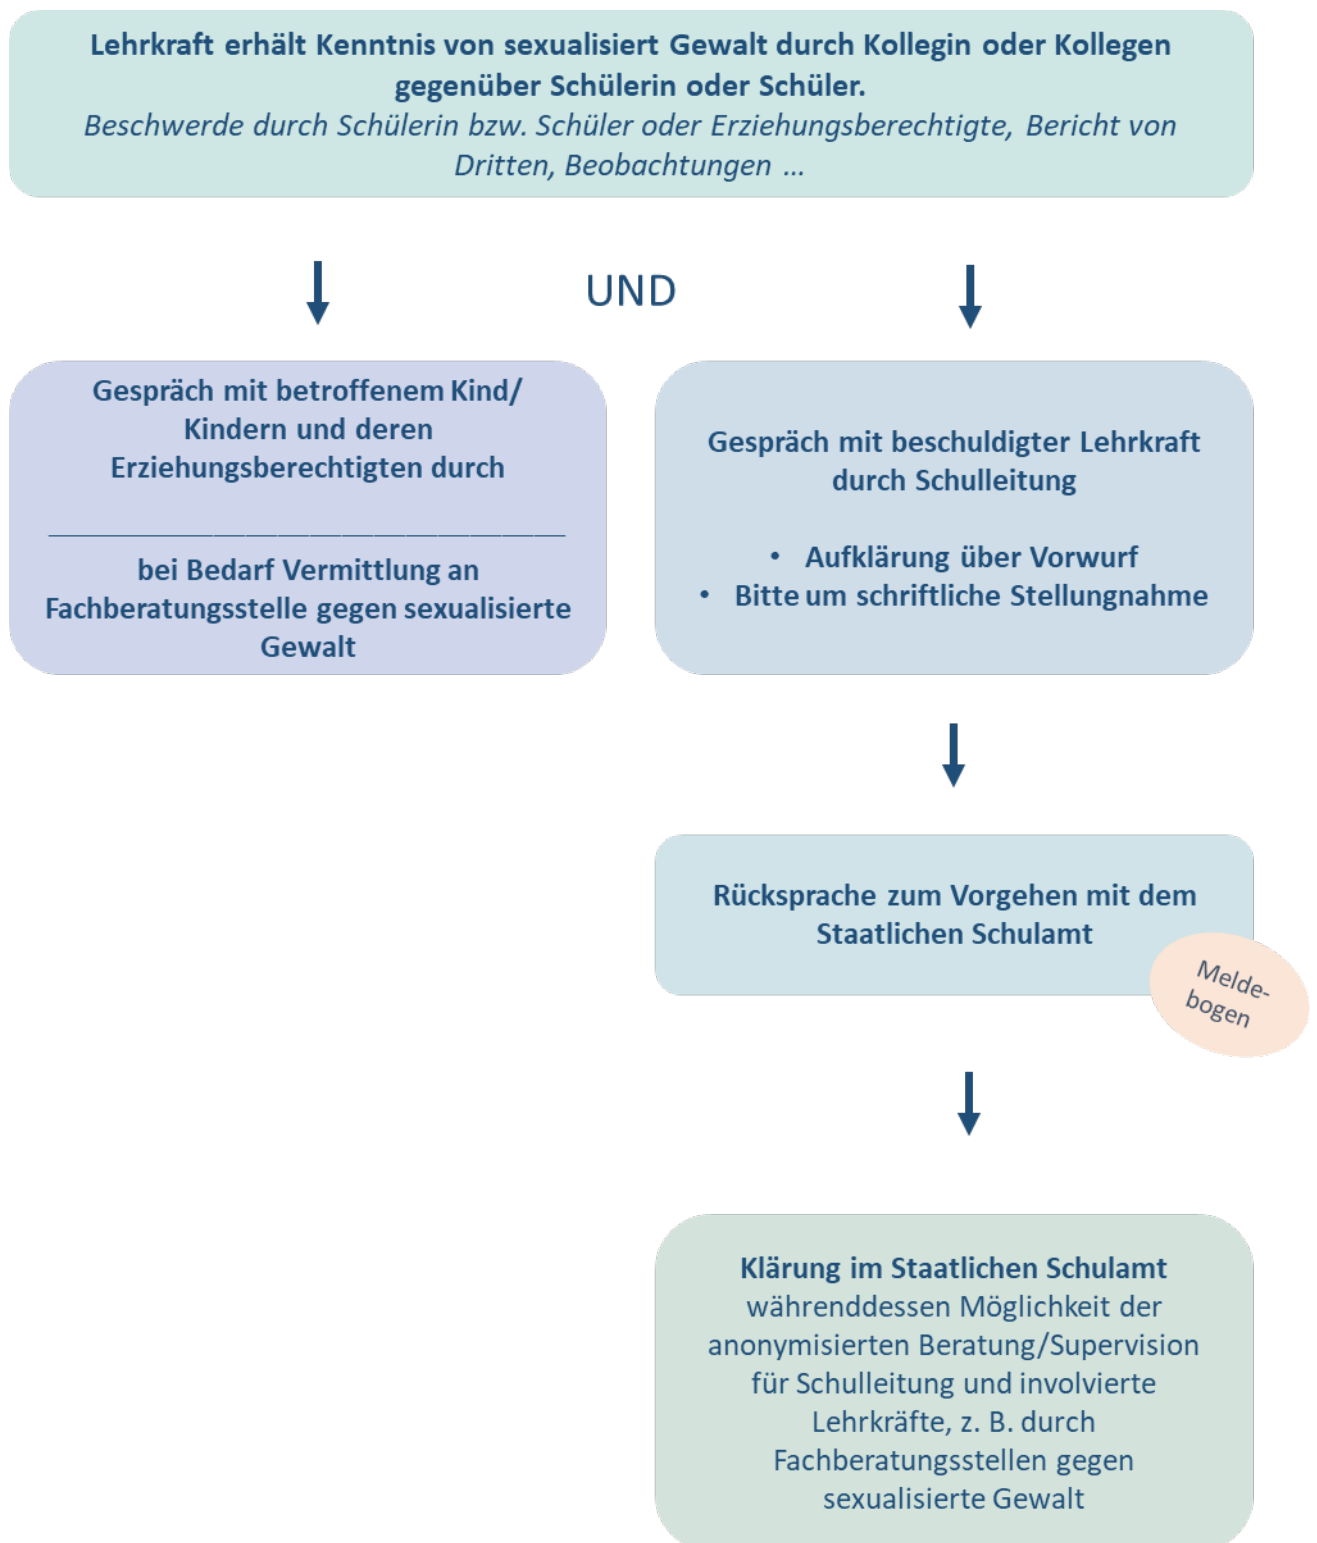 Lehrkraft erhält Kenntnis von sexualisiert Gewalt durch Kollegin oder Kollegen
gegenüber Schülerin oder Schüler.
Beschwerde durch Schülerin bzw. Schüler oder Erziehungsberechtigte, Bericht von
Dritten, Beobachtungen ...
UND
Gespräch mit betroffenem Kind/
Kindern und deren
Erziehungsberechtigten durch
bei Bedarf Vermittlung an
Fachberatungsstelle gegen sexualisierte
Gewalt
Gespräch mit beschuldigter Lehrkraft
durch Schulleitung
• Aufklärung über Vorwurf
• Bitte um schriftliche Stellungnahme
Rücksprache zum Vorgehen mit dem
Staatlichen Schulamt
Melde-
bogen
Klärung im Staatlichen Schulamt
währenddessen Möglichkeit der
anonymisierten Beratung/Supervision
für Schulleitung und involvierte
Lehrkräfte, z. B. durch
Fachberatungsstellen gegen
sexualisierte Gewalt